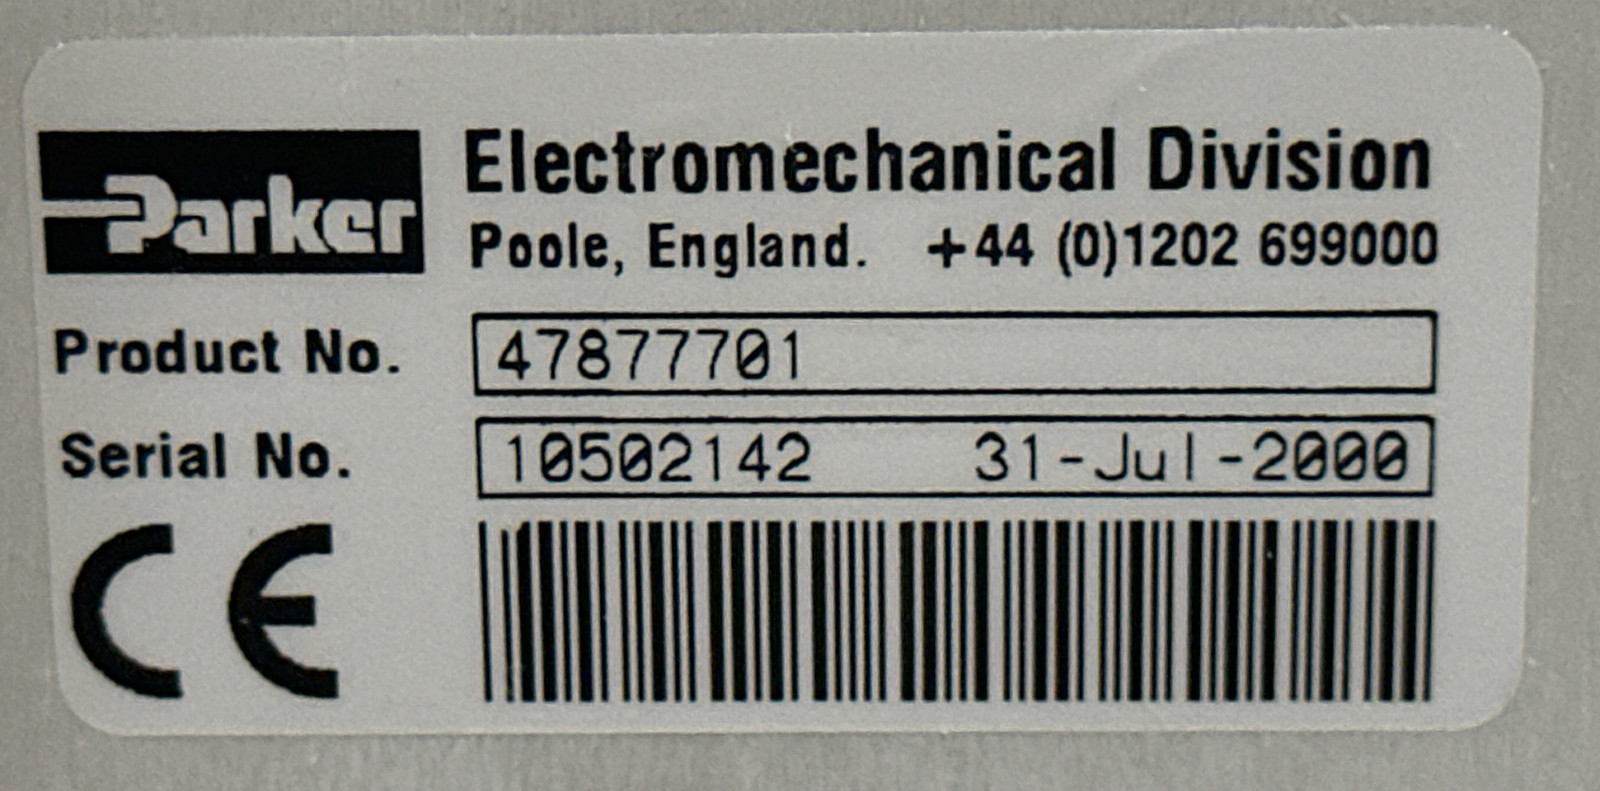 Parker
Electromechanical Division
Poole, England. +44 (0)1202 699000
Product No. 47877701
Serial No. 10502142 31-Jul-2000
CE